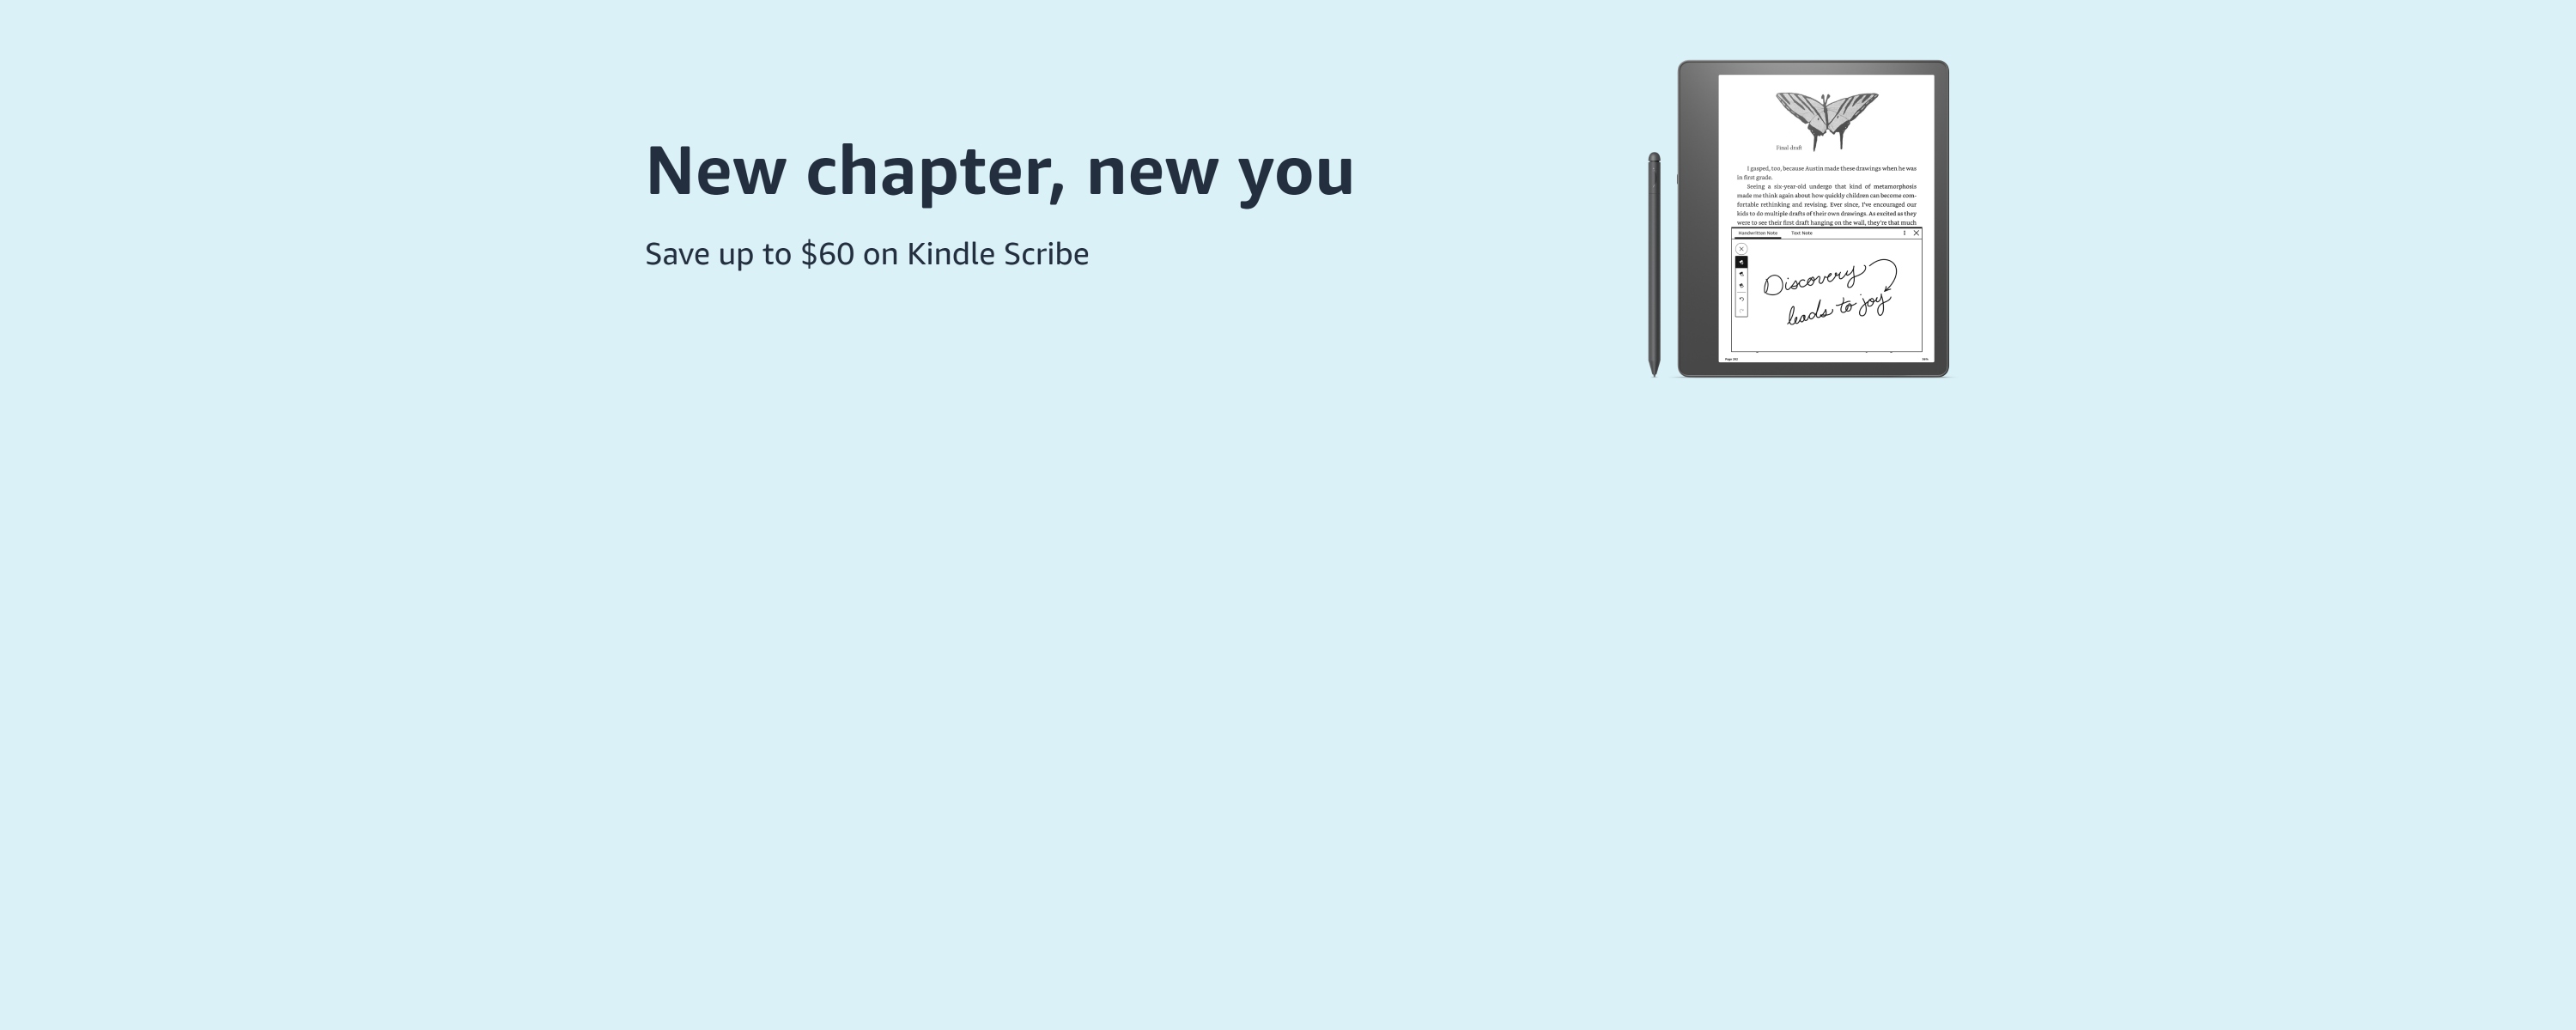 New chapter, new you
Save up to $60 on Kindle Scribe
Final draft
I gasped, too, because Austin made these drawings when he was
in first grade.
Seeing a six-year-old undergo that kind of metamorphosis
made me think again about how quickly children can become com-
fortable rethinking and revising. Ever since, I've encouraged our
kids to do multiple drafts of their own drawings. As excited as they
were to see their first draft hanging on the wall, they're that much
Handwritten Note Text Note
Discovery
leads to joy